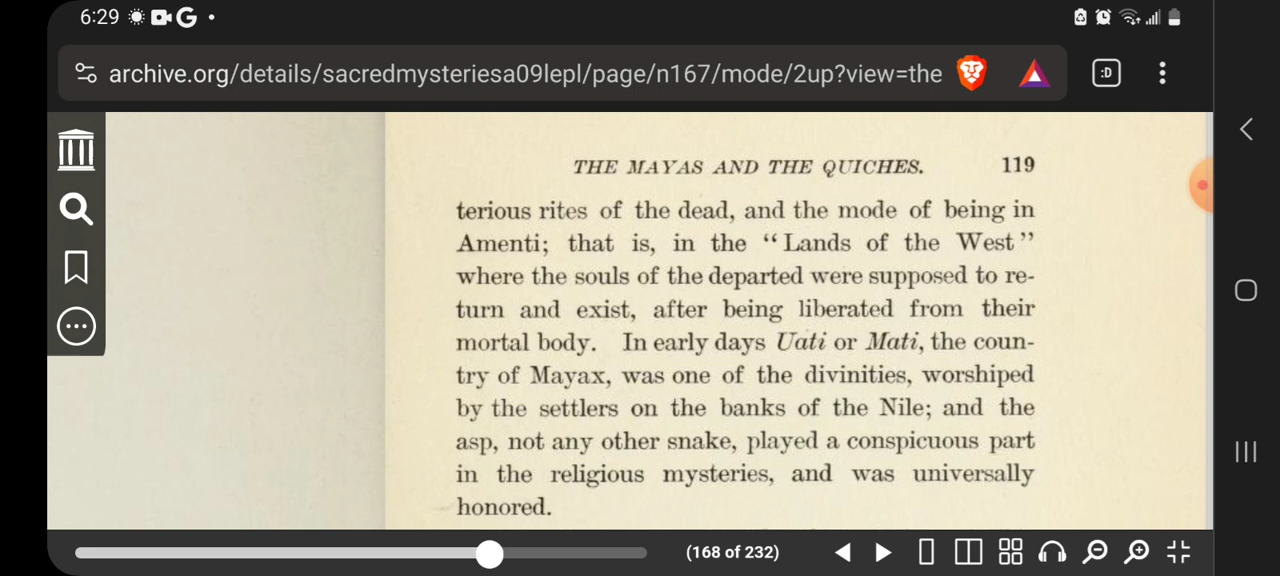 6:29
archive.org/details/sacredmysteriesa09lepl/page/n167/mode/2up?view=the
:D
THE MAYAS AND THE QUICHES. 119
terious rites of the dead, and the mode of being in
Amenti; that is, in the “Lands of the West”
where the souls of the departed were supposed to re-
turn and exist, after being liberated from their
mortal body. In early days Uati or Mati, the coun-
try of Mayax, was one of the divinities, worshiped
by the settlers on the banks of the Nile; and the
asp, not any other snake, played a conspicuous part
in the religious mysteries, and was universally
honored.
(168 of 232)